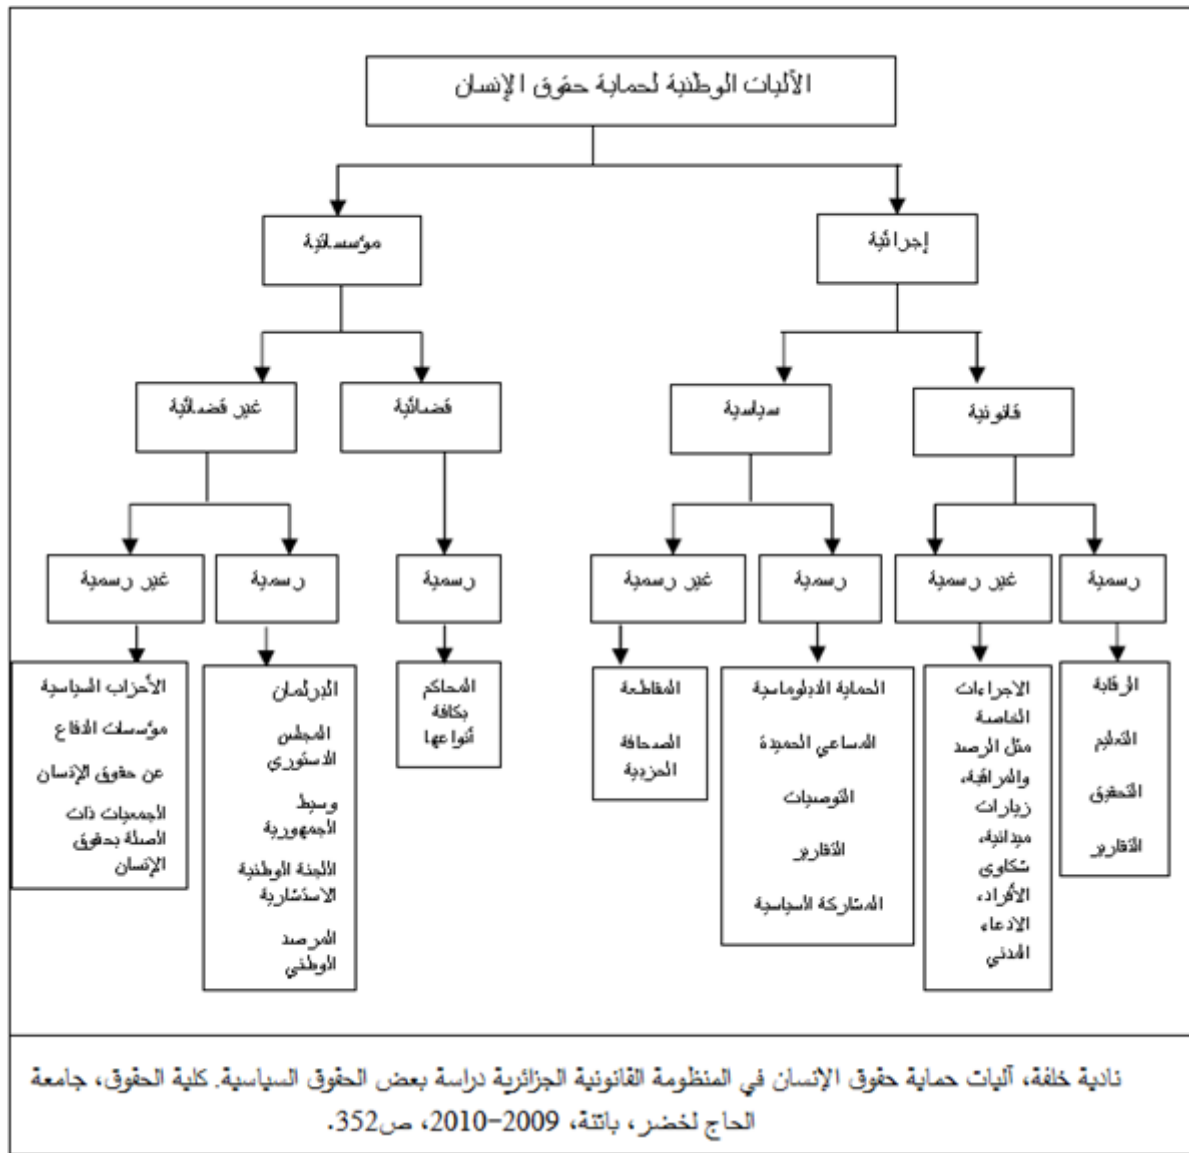 الآليات الوطنية لحماية حقوق الإنسان
إجرائية
مؤسساتية
قانونية
سياسية
قضائية
غير قضائية
رسمية
غير رسمية
رسمية
غير رسمية
رسمية
رسمية
غير رسمية
الرقابة
التعليم
التحقيق
التقارير
الاجراءات
الخاصة
مثل الرصد
والمراقبة،
زيارات
ميدانية،
شكاوى
الأفراد،
الادعاء
المدني
الحماية الدبلوماسية
المساعي الحميدة
التوصيات
التقارير
المشاركة السياسية
المقاطعة
الصحافة
الحزبية
المحاكم
بكافة
أنواعها
البرلمان
المجلس
الدستوري
وسيط
الجمهورية
اللجنة الوطنية
الاستشارية
المرصد
الوطني
الأحزاب السياسية
مؤسسات الدفاع
عن حقوق الإنسان
الجمعيات ذات
الصلة بحقوق
الإنسان
نادية خلفة، آليات حماية حقوق الإنسان في المنظومة القانونية الجزائرية دراسة بعض الحقوق السياسية. كلية الحقوق، جامعة
الحاج لخضر، باتنة، 2009-2010، ص352.